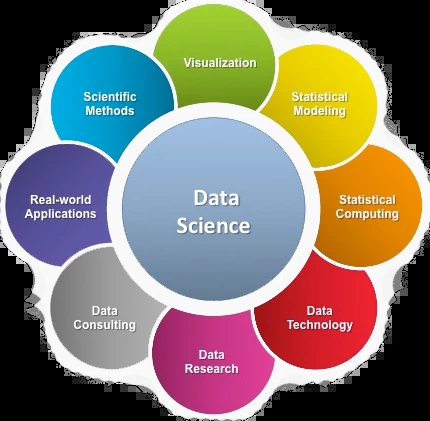 Visualization
Statistical
Modeling
Statistical
Computing
Data
Technology
Data
Research
Data
Consulting
Real-world
Applications
Scientific
Methods
Data
Science